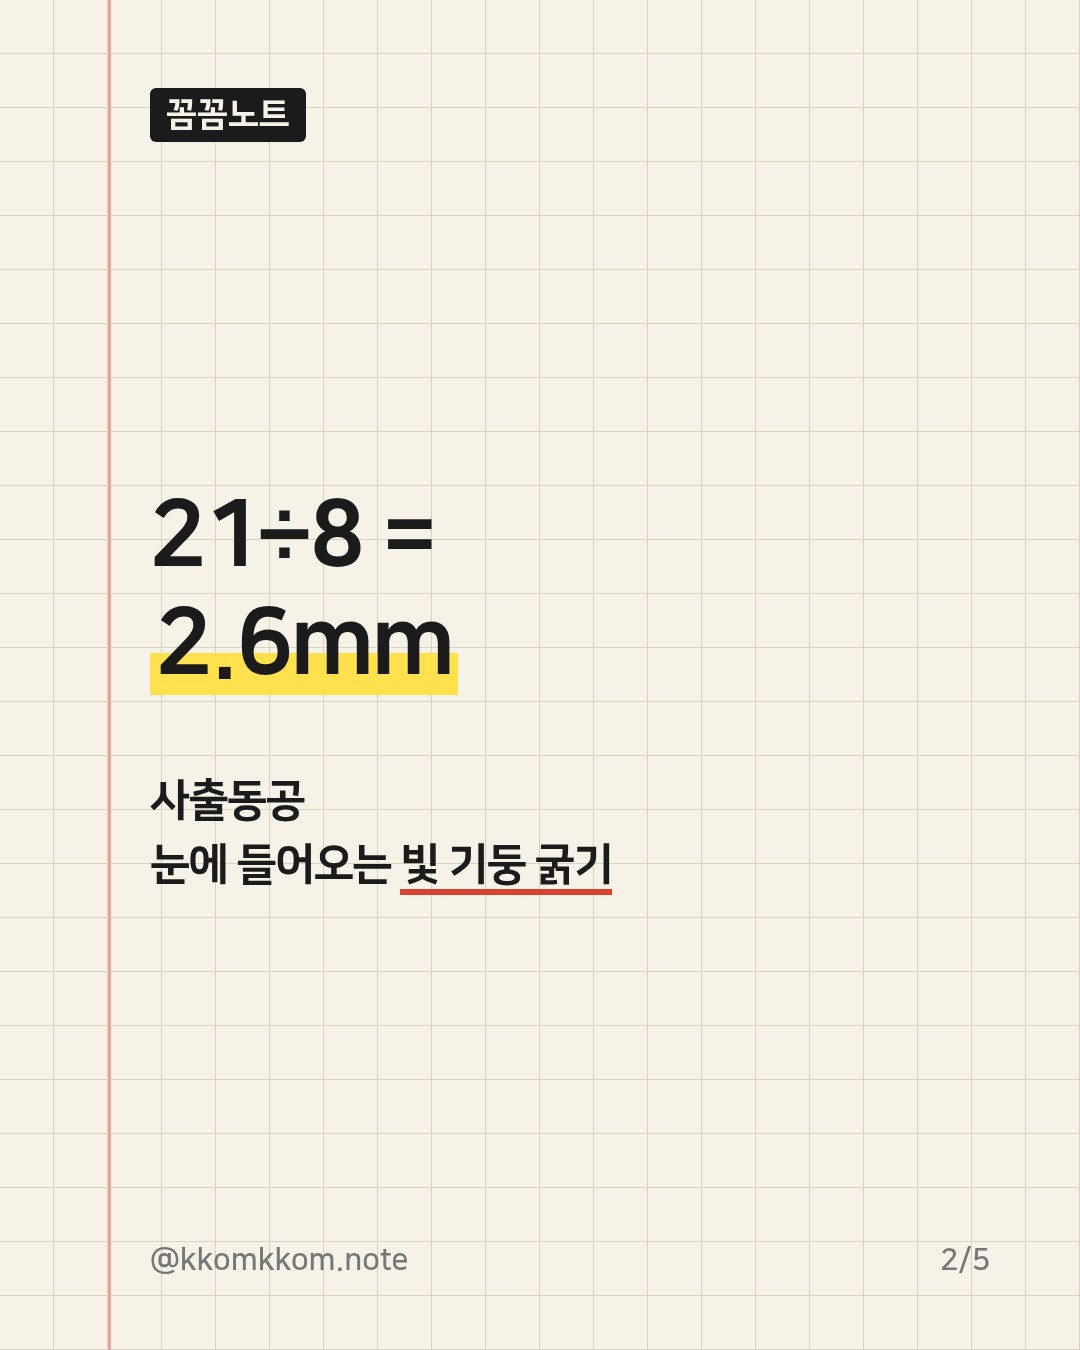 꼼꼼노트
21÷8 =
2.6mm
사출동공
눈에 들어오는 빛 기둥 굵기
@kkomkkom.note
2/5